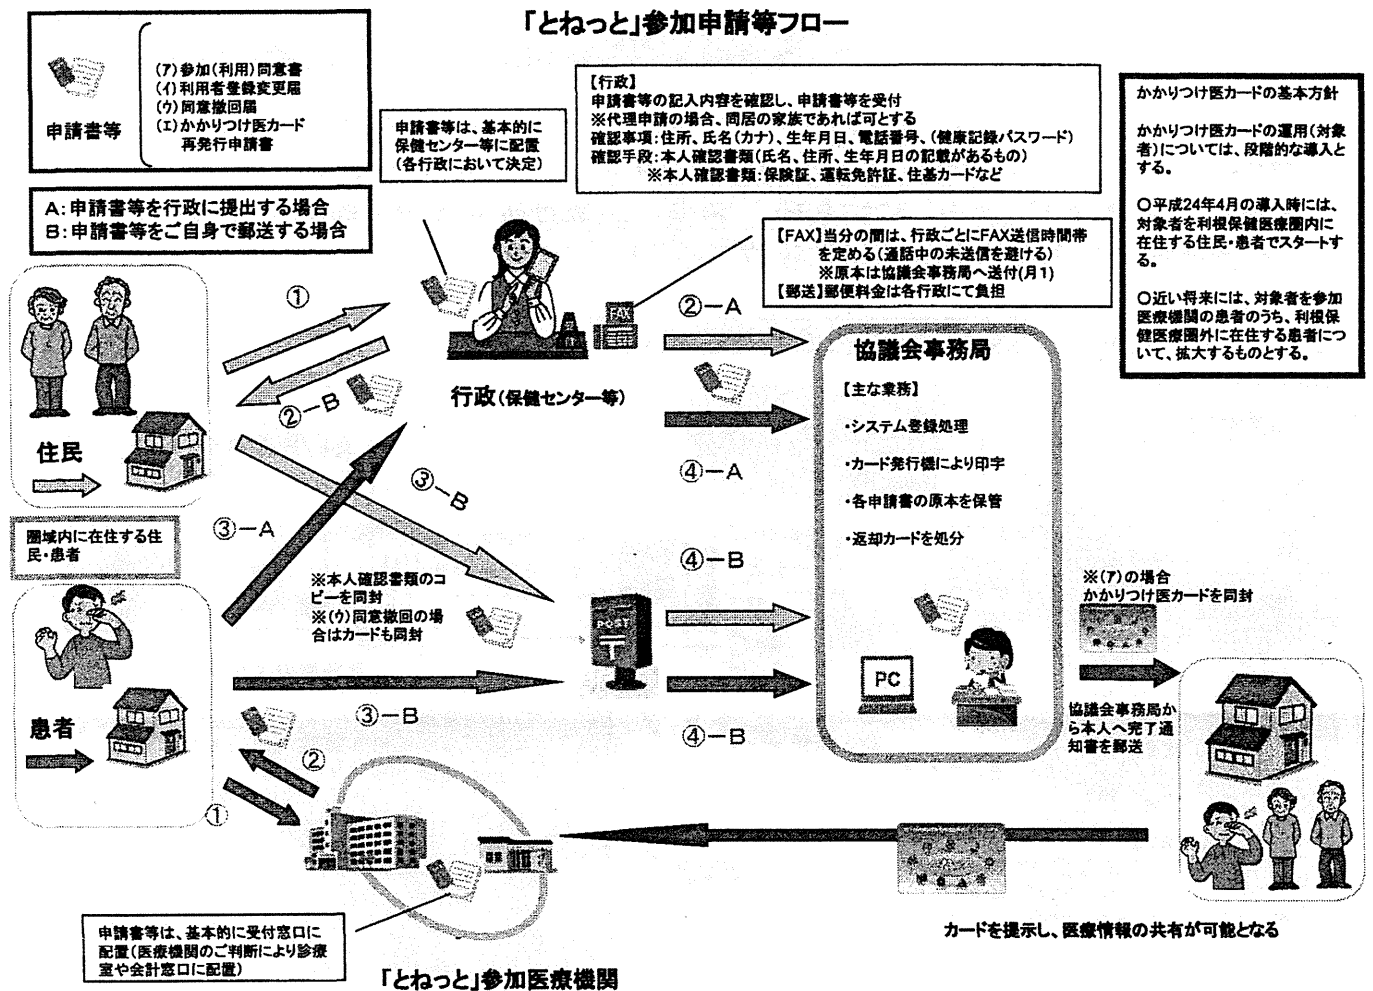 「とねっと」参加申請等フロー
申請書等
(ア)参加(利用)同意書
(イ)利用者登録変更届
(ウ)同意撤回届
(エ)かかりつけ医カード
再発行申請書
A:申請書等を行政に提出する場合
B:申請書等をご自身で郵送する場合
申請書等は、基本的に
保健センター等に配置
(各行政において決定)
【行政】
申請書等の記入内容を確認し、申請書等を受付
※代理申請の場合、同居の家族であれば可とする
確認事項:住所、氏名(カナ)、生年月日、電話番号、(健康記録パスワード)
確認手段:本人確認書類(氏名、住所、生年月日の記載があるもの)
※本人確認書類:保険証、運転免許証、住基カードなど
かかりつけ医カードの基本方針
かかりつけ医カードの運用(対象
者)については、段階的な導入と
する。
○平成24年4月の導入時には、
対象者を利根保健医療圏内に
在住する住民・患者でスタートす
る。
○近い将来には、対象者を参加
医療機関の患者のうち、利根保
健医療圏外に在住する患者につ
いて、拡大するものとする。
【FAX】当分の間は、行政ごとにFAX送信時間帯
を定める(通話中の未送信を避ける)
※原本は協議会事務局へ送付(月1)
【郵送】郵便料金は各行政にて負担
①
FAX
②-A
②-B
行政(保健センター等)
住民
協議会事務局
【主な業務】
・システム登録処理
・カード発行機により印字
・各申請書の原本を保管
・返却カードを処分
④-A
③-B
③-A
圏域内に在住する住
民・患者
④-B
※本人確認書類のコ
ピーを同封
※(ウ)同意撤回の場
合はカードも同封
POST
〒
PC
※(ア)の場合
かかりつけ医カードを同封
患者
③-B
④-B
協議会事務局か
ら本人へ完了通
知書を郵送
②
①
申請書等は、基本的に受付窓口に
配置(医療機関のご判断により診療
室や会計窓口に配置)
「とねっと」参加医療機関
カードを提示し、医療情報の共有が可能となる